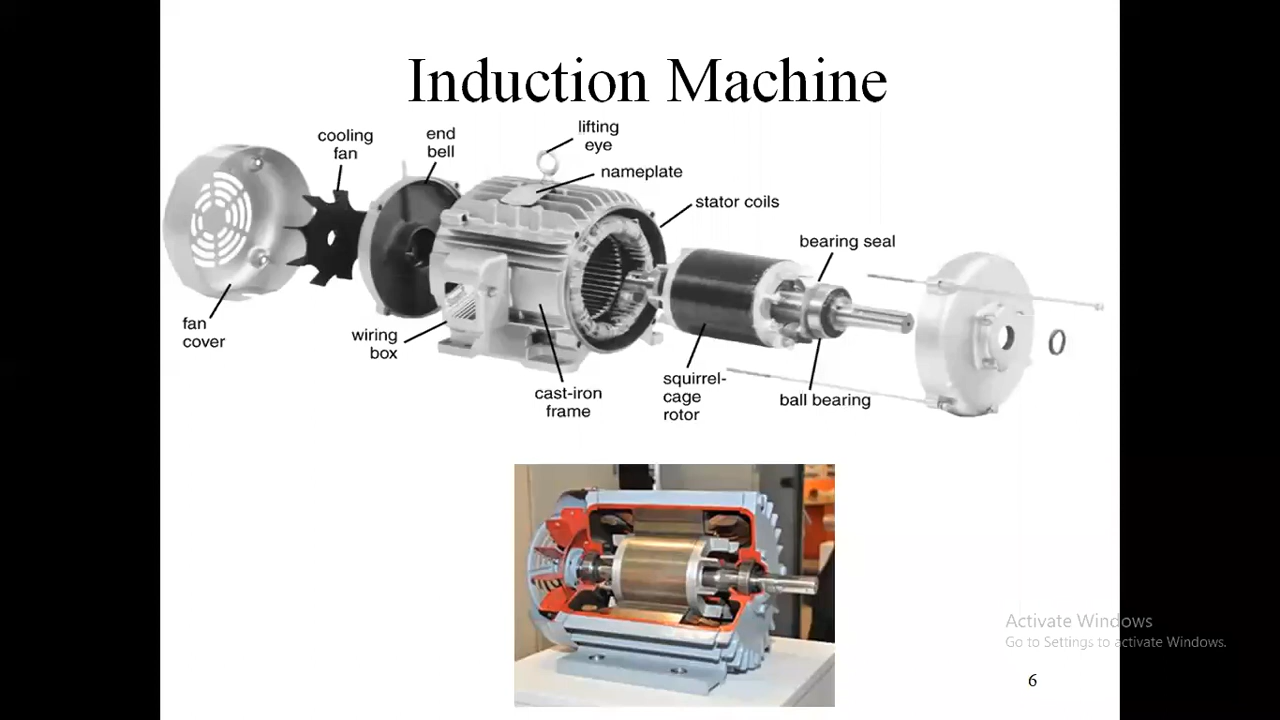 Induction Machine
cooling
fan
end
bell
lifting
eye
nameplate
stator coils
bearing seal
fan
cover
wiring
box
cast-iron
frame
squirrel-
cage
rotor
ball bearing
Activate Windows
Go to Settings to activate Windows.
6